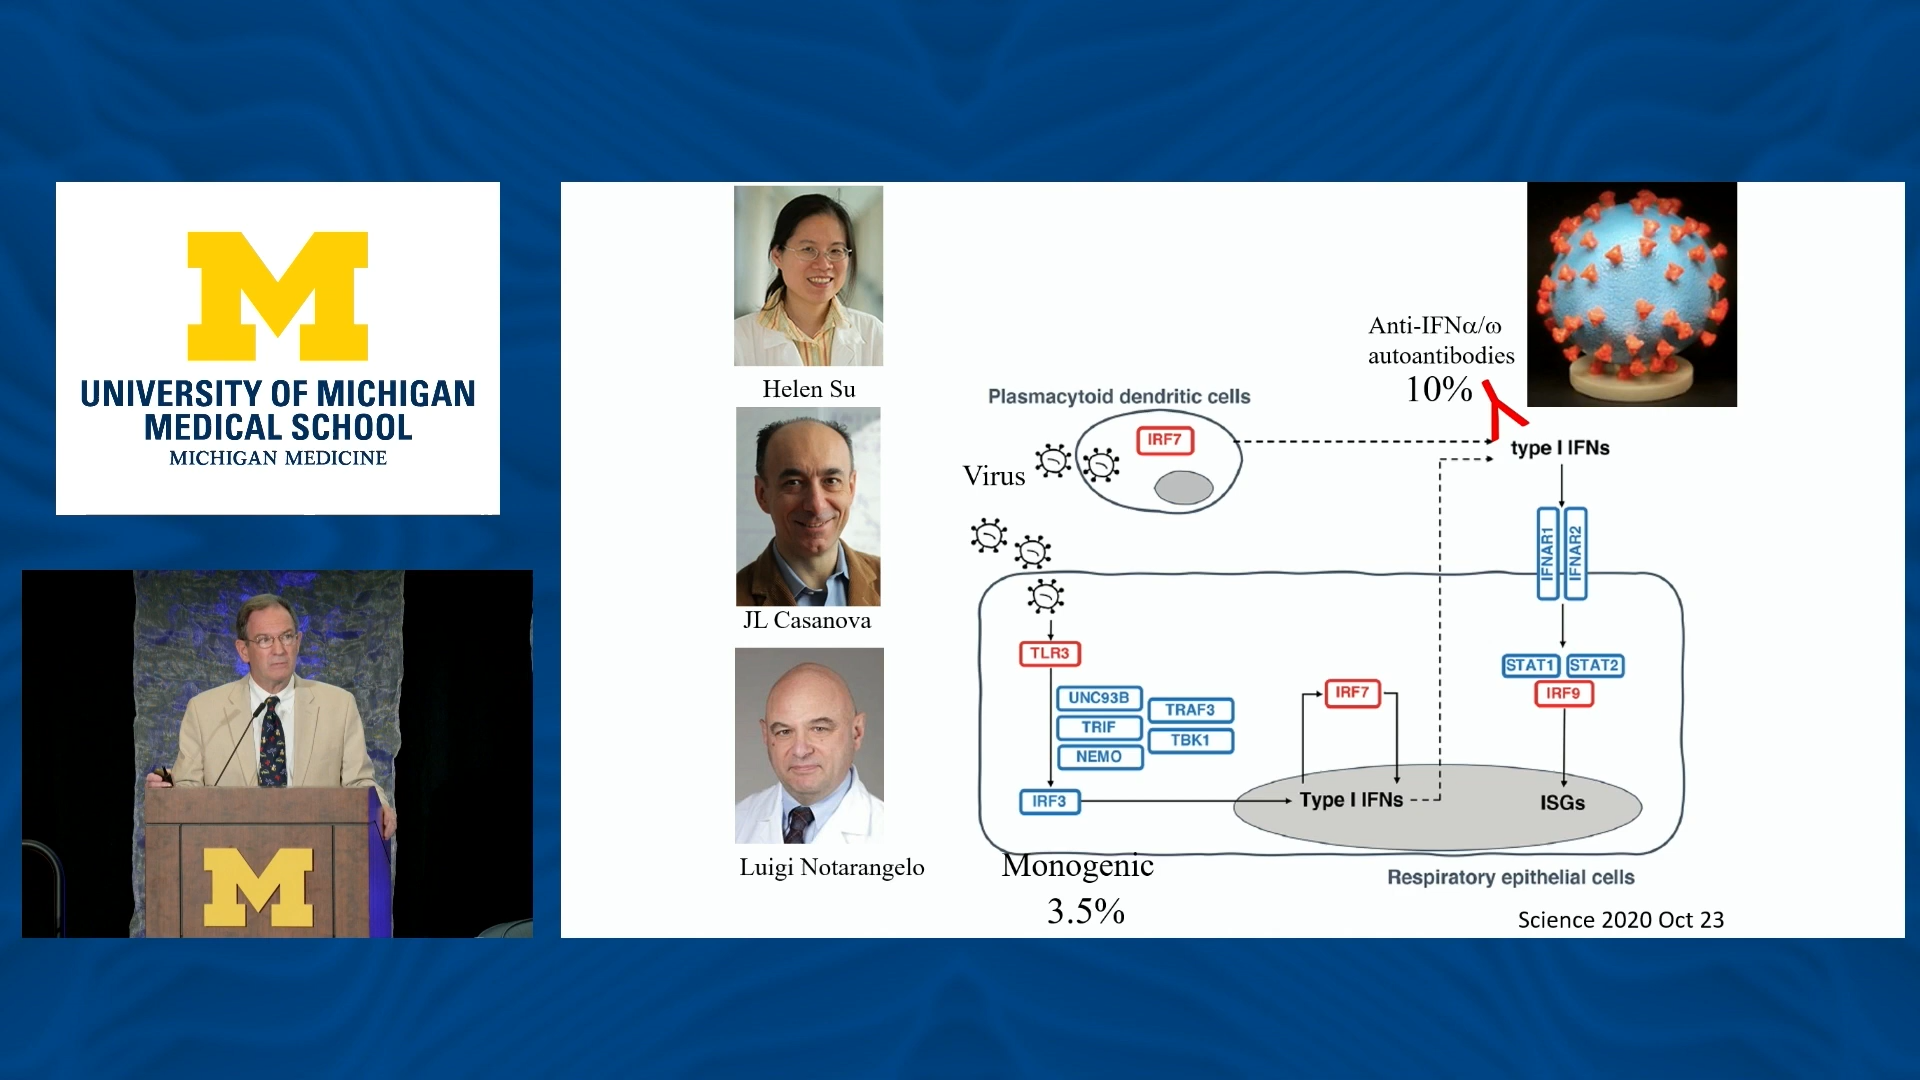 M
UNIVERSITY OF MICHIGAN
MEDICAL SCHOOL
MICHIGAN MEDICINE
M
Helen Su
JL Casanova
Luigi Notarangelo
Anti-IFNα/ω
autoantibodies
10%
Plasmacytoid dendritic cells
IRF7
type I IFNs
Virus
IFNAR1
IFNAR2
TLR3
STAT1
STAT2
IRF9
UNC93B
TRAF3
TRIF
TBK1
NEMO
IRF7
IRF3
Type I IFNs
ISGs
Monogenic
3.5%
Respiratory epithelial cells
Science 2020 Oct 23